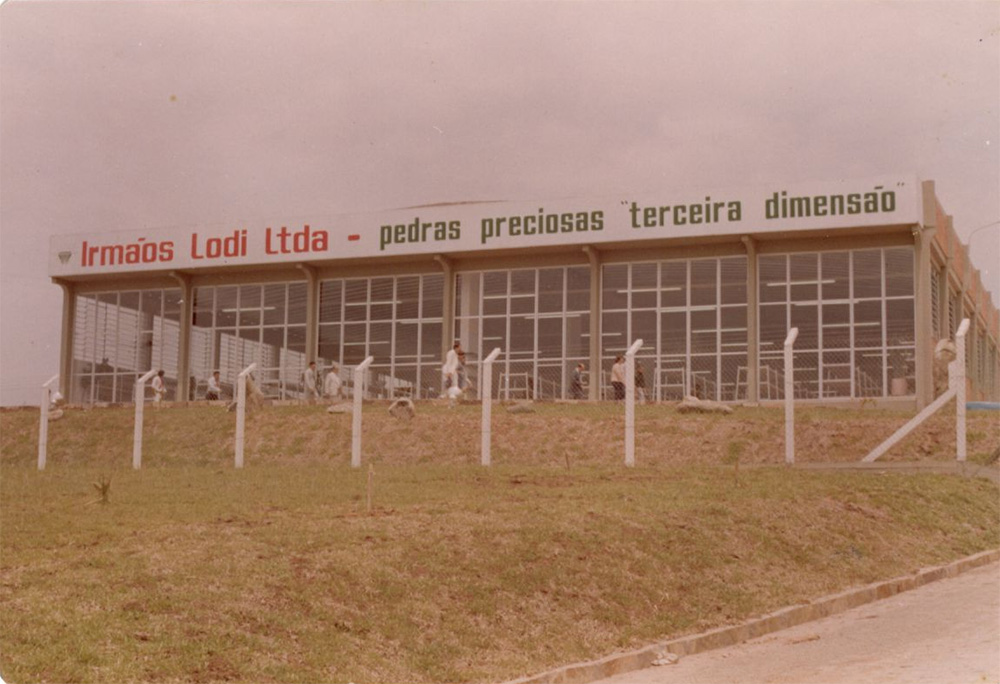 Irmãos Lodi Ltda - pedras preciosas "terceira dimensão"